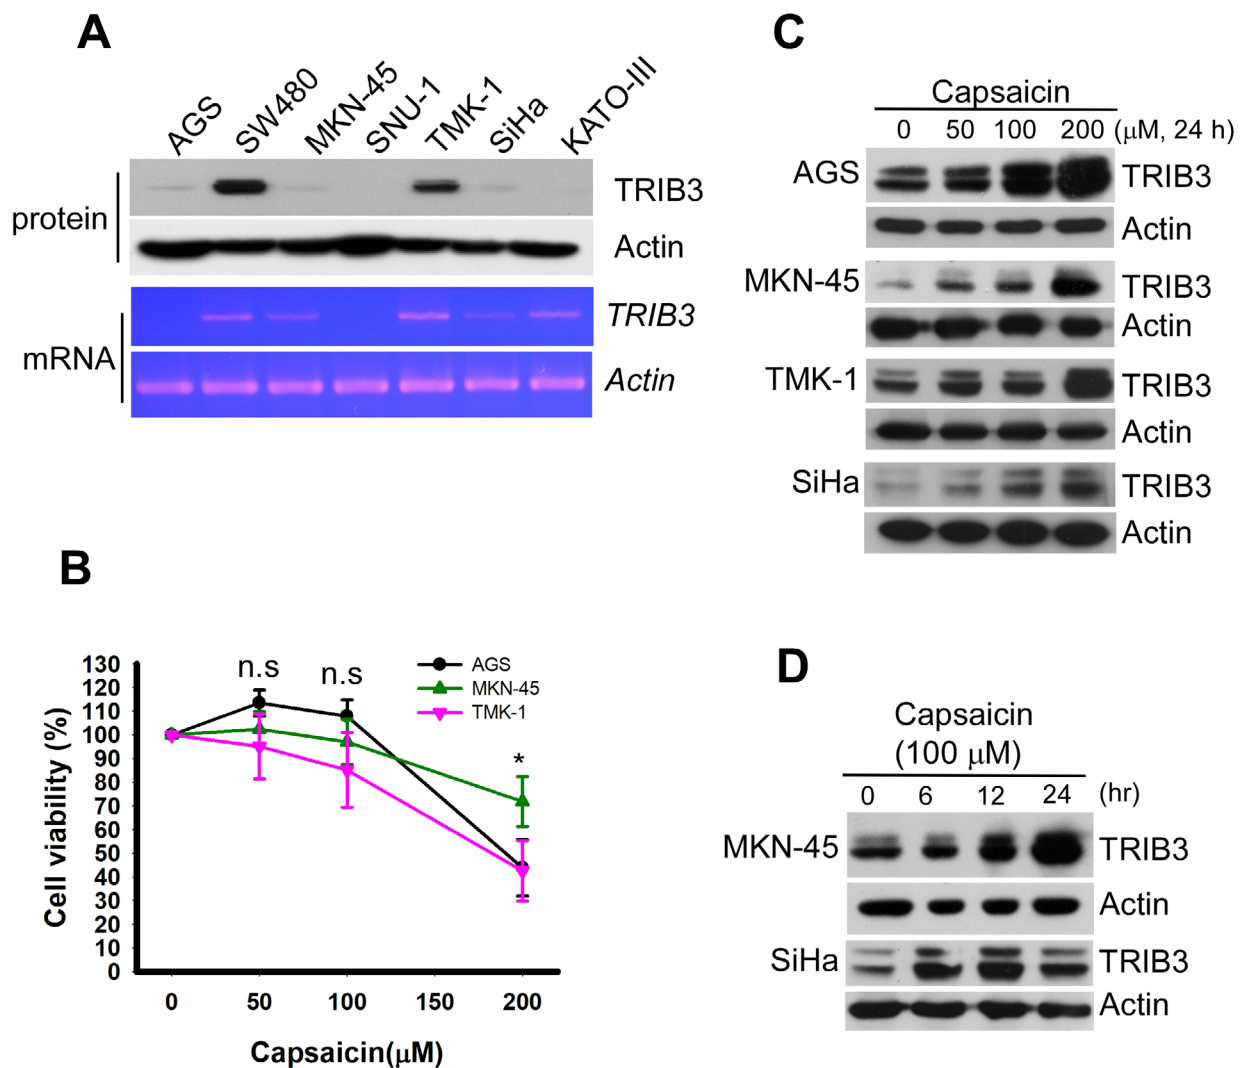 A
AGS SW480 MKN-45 SNU-1 TMK-1 SiHa KATO-III
protein
TRIB3
Actin
mRNA
TRIB3
Actin
B
n.s n.s *
AGS
MKN-45
TMK-1
Cell viability (%)
130
120
110
100
90
80
70
60
50
40
30
20
10
0
0 50 100 150 200
Capsaicin(μM)
C
Capsaicin
0 50 100 200 (μM, 24 h)
AGS TRIB3
Actin
MKN-45 TRIB3
Actin
TMK-1 TRIB3
Actin
SiHa TRIB3
Actin
D
Capsaicin
(100 μM)
0 6 12 24 (hr)
MKN-45 TRIB3
Actin
SiHa TRIB3
Actin